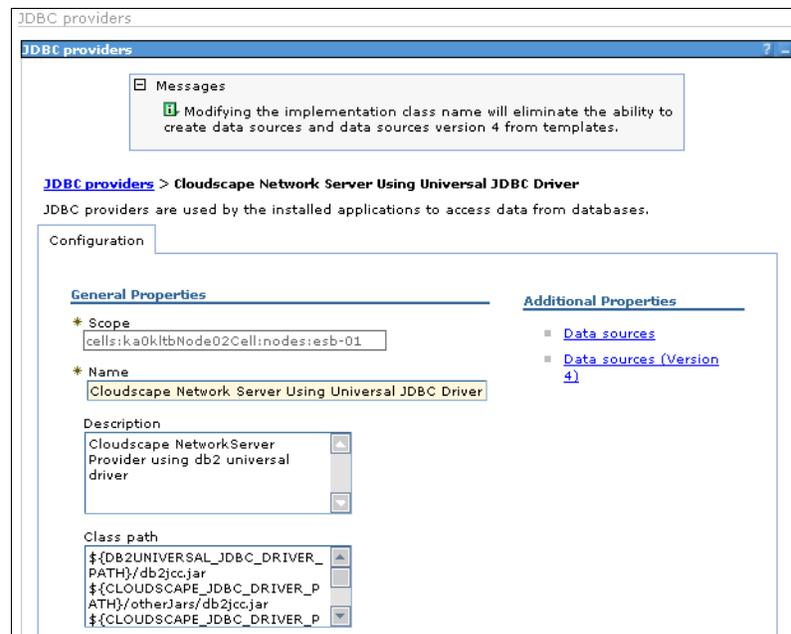 JDBC providers
JDBC providers
? –
Messages
Modifying the implementation class name will eliminate the ability to
create data sources and data sources version 4 from templates.
JDBC providers > Cloudscape Network Server Using Universal JDBC Driver
JDBC providers are used by the installed applications to access data from databases.
Configuration
General Properties
* Scope
cells:ka0kltbNode02Cell:nodes:esb-01
* Name
Cloudscape Network Server Using Universal JDBC Driver
Description
Cloudscape NetworkServer
Provider using db2 universal
driver
Class path
${DB2UNIVERSAL_JDBC_DRIVER_
PATH}/db2jcc.jar
${CLOUDSCAPE_JDBC_DRIVER_P
ATH}/otherJars/db2jcc.jar
${CLOUDSCAPE_JDBC_DRIVER_P
Additional Properties
Data sources
Data sources (Version
4)